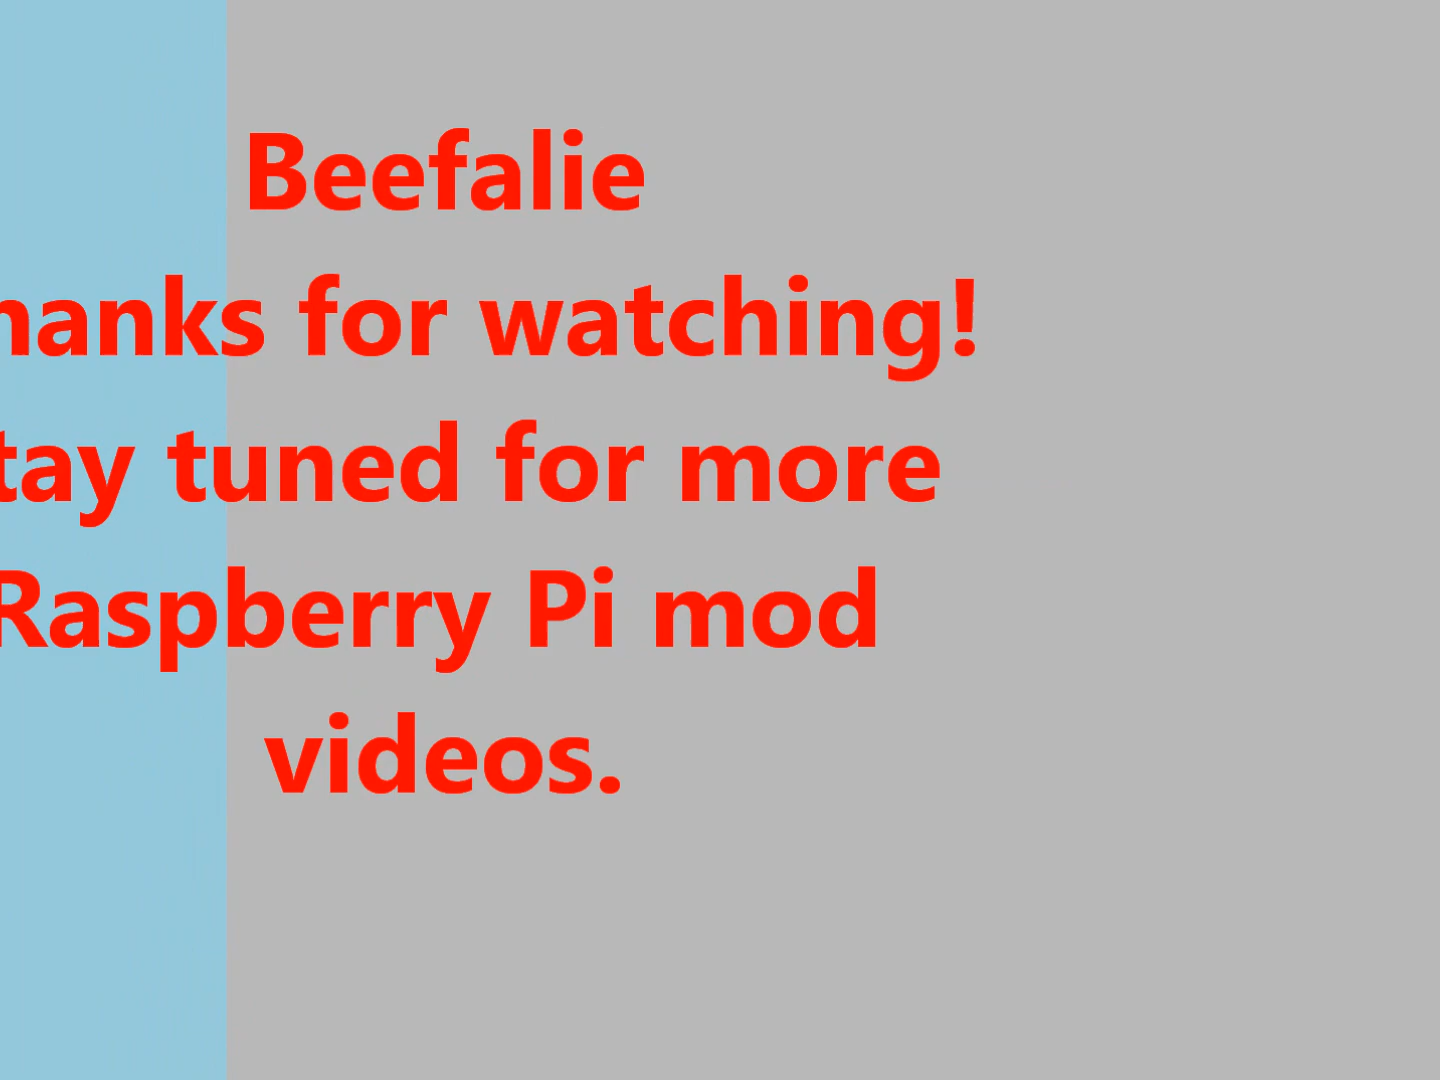 Beefalie
hanks for watching!
tay tuned for more
Raspberry Pi mod
videos.